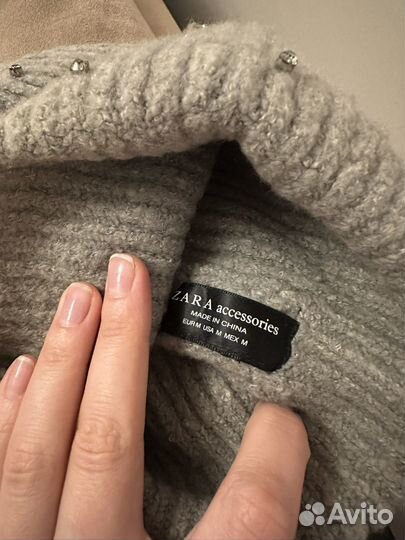 ZARA accessories
MADE IN CHINA
EUR M USA M MEX M
Avito